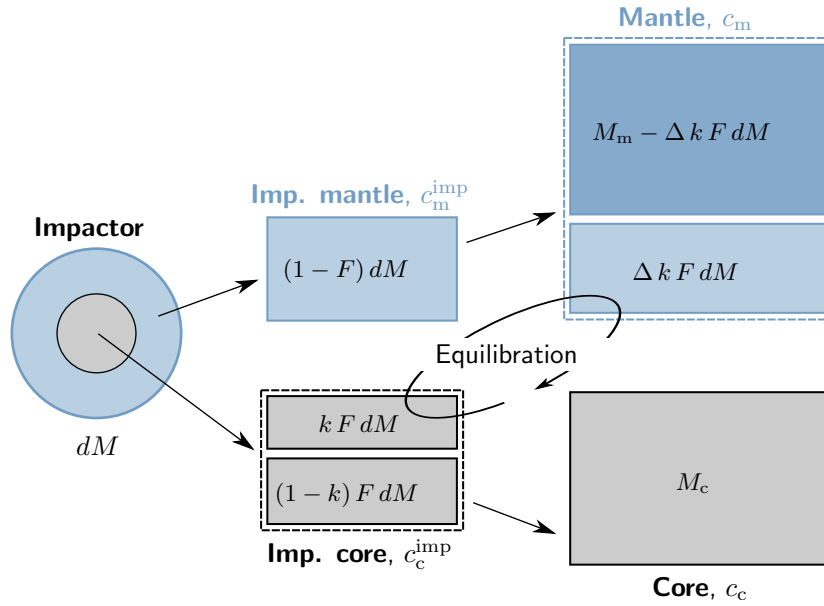 Mantle, c_m
M_m − Δ k F dM
Imp. mantle, c_m^imp
Impactor
(1 − F) dM
Δ k F dM
Equilibration
k F dM
dM
(1 − k) F dM
M_c
Imp. core, c_c^imp
Core, c_c